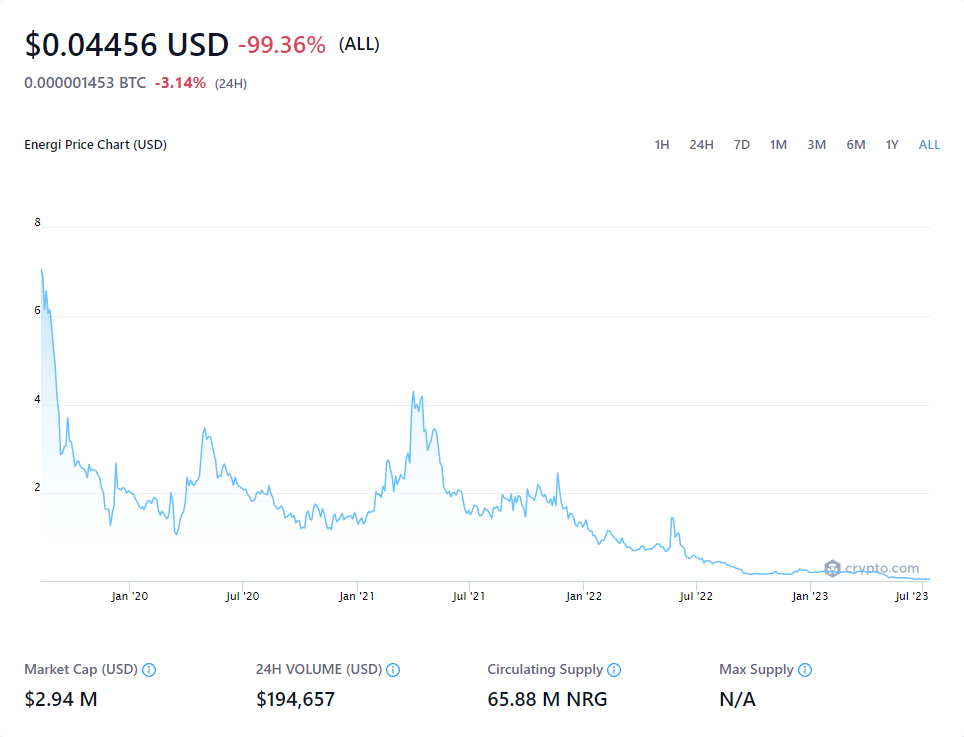 $0.04456 USD -99.36% (ALL)
0.000001453 BTC -3.14% (24H)
Energi Price Chart (USD) 1H 24H 7D 1M 3M 6M 1Y ALL
8
6
4
2
crypto.com
Jan '20 Jul '20 Jan '21 Jul '21 Jan '22 Jul '22 Jan '23 Jul '23
Market Cap (USD) 24H VOLUME (USD) Circulating Supply Max Supply
$2.94 M $194,657 65.88 M NRG N/A